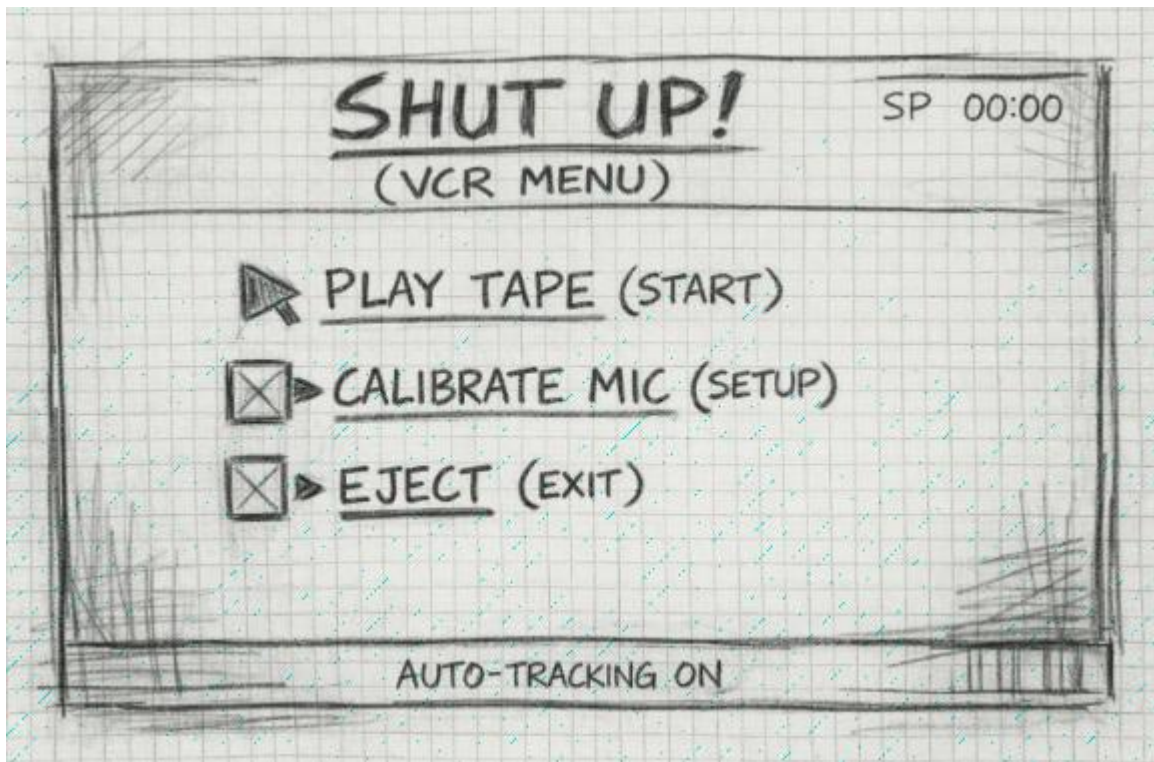 SHUT UP!
SP 00:00
(VCR MENU)
PLAY TAPE (START)
CALIBRATE MIC (SETUP)
EJECT (EXIT)
AUTO-TRACKING ON